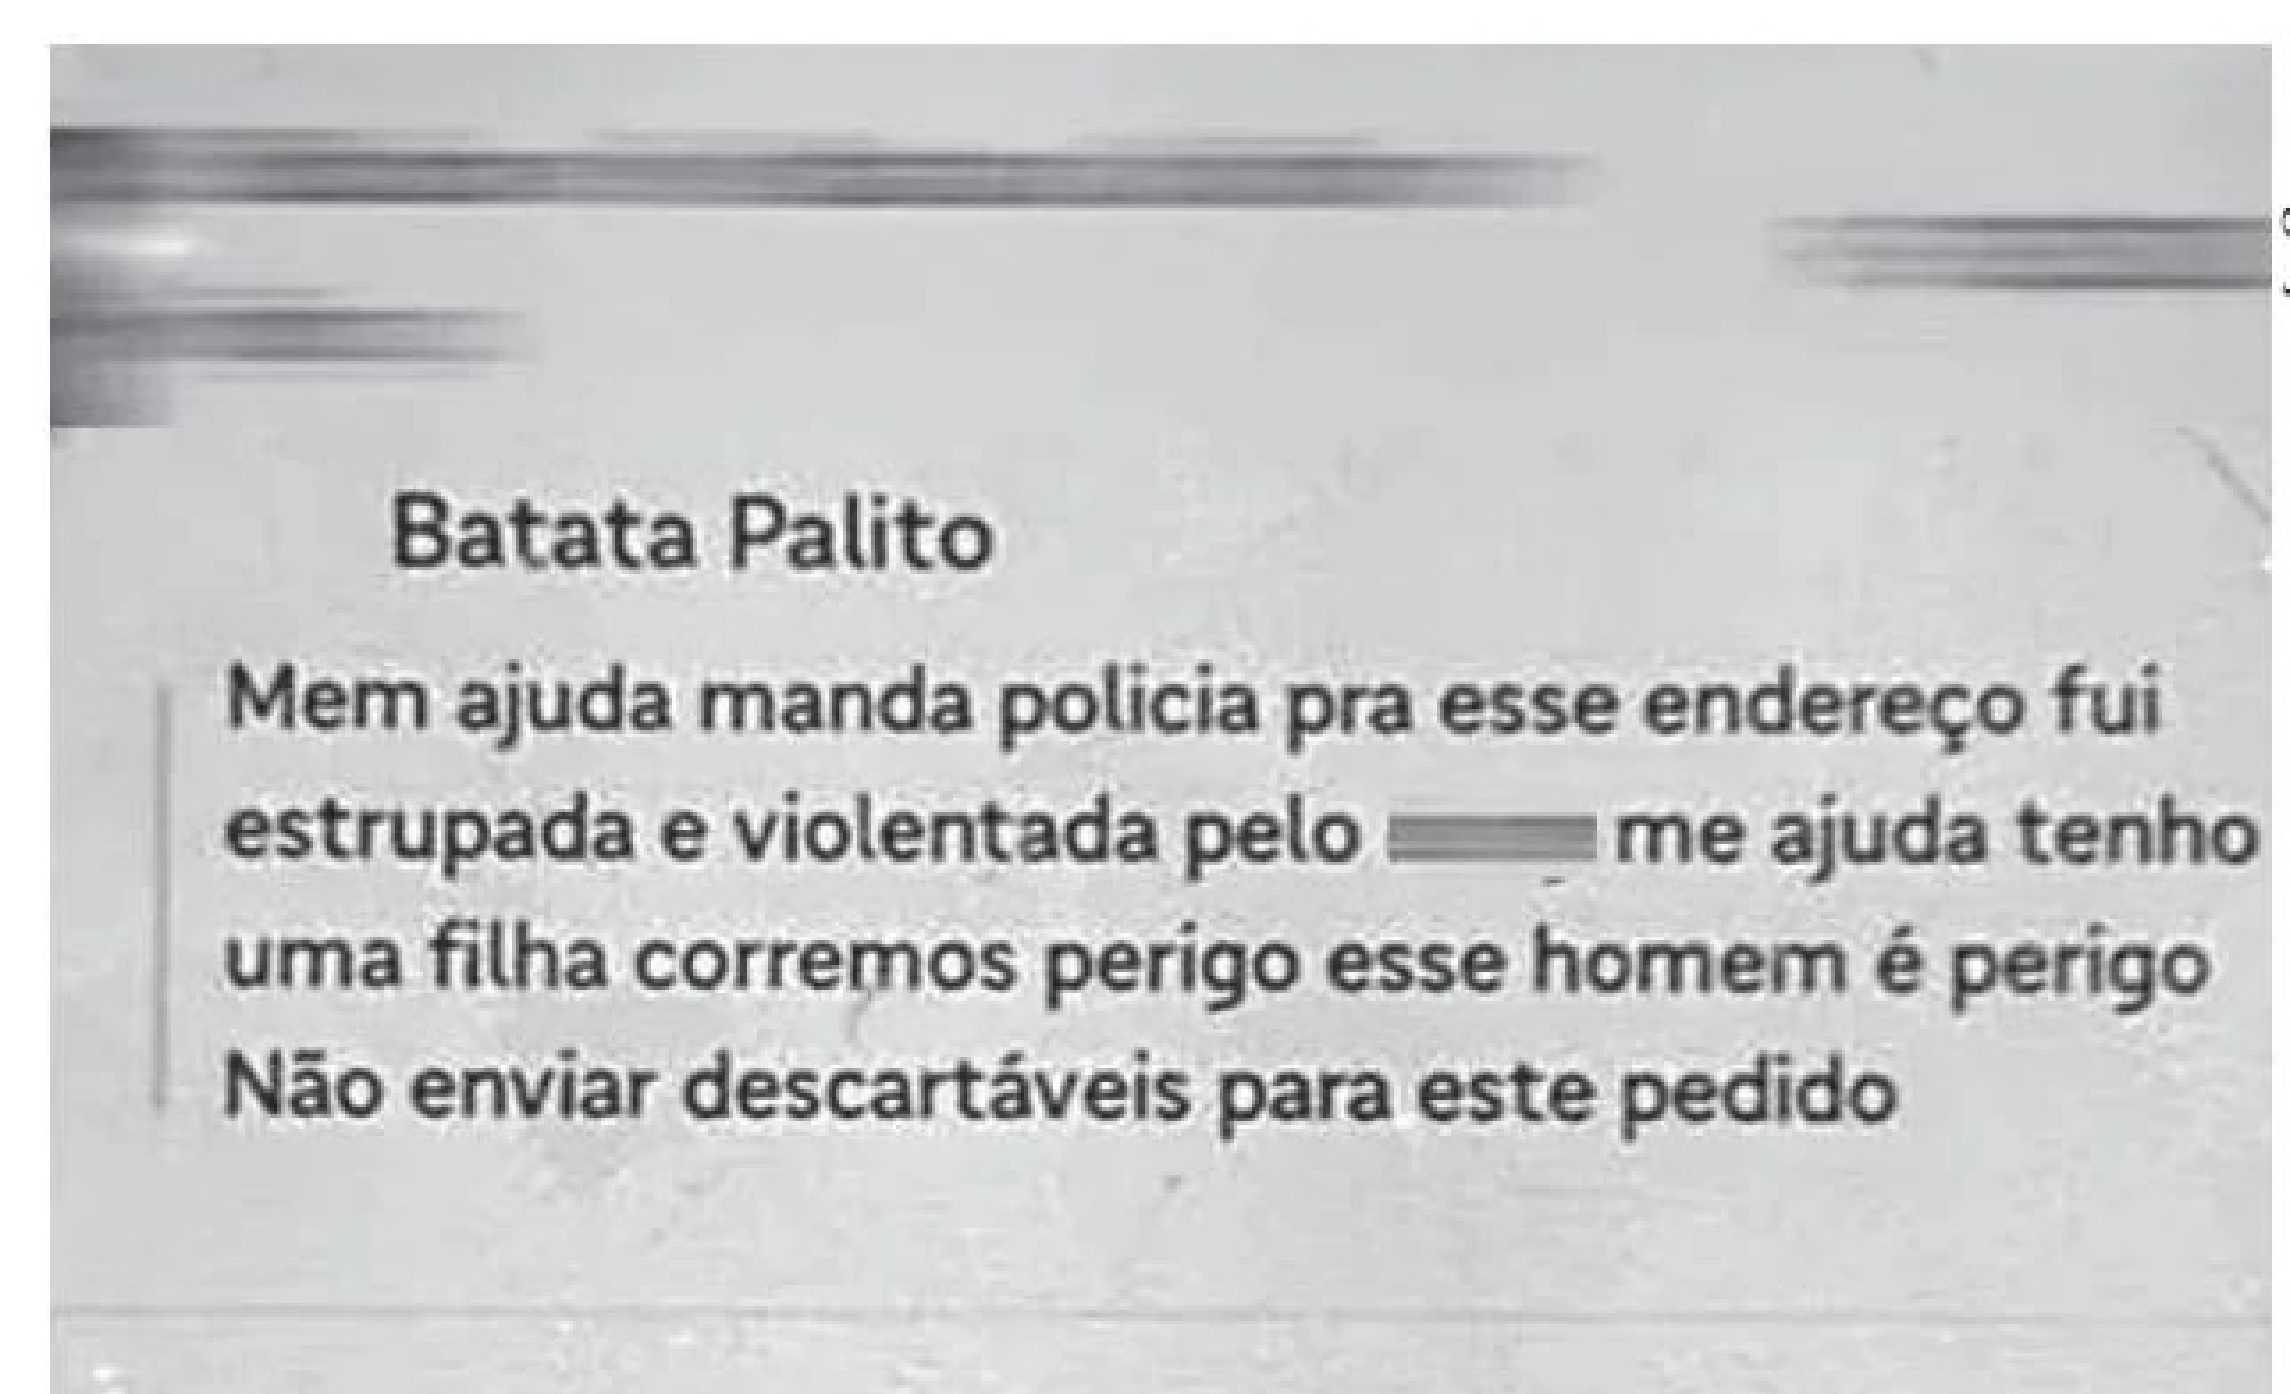 Batata Palito
Mem ajuda manda policia pra esse endereço fui
estrupada e violentada pelo me ajuda tenho
uma filha corremos perigo esse homem é perigo
Não enviar descartáveis para este pedido